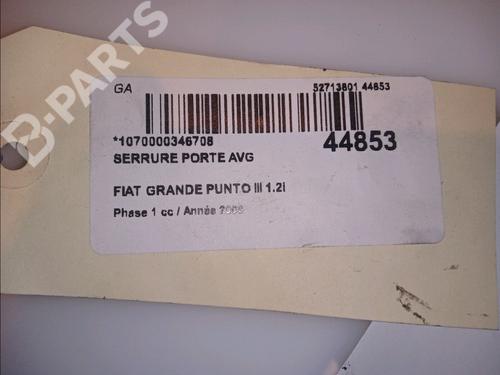 GA 52713801 44853
*1070000346708 44853
SERRURE PORTE AVG
FIAT GRANDE PUNTO III 1.2i
Phase 1 cc / Année
B-PARTS